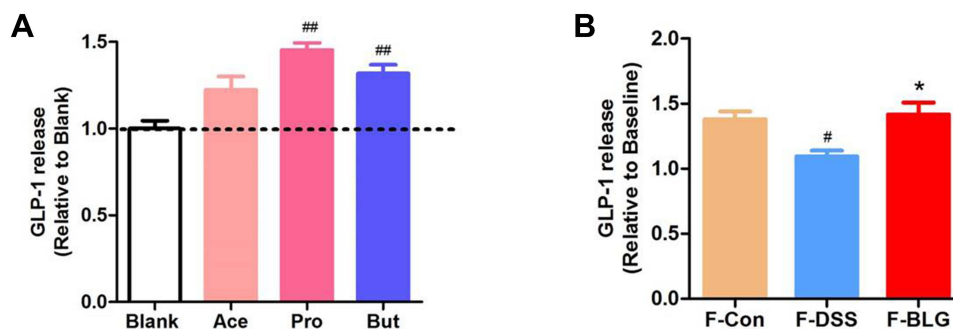 A
GLP-1 release
(Relative to Blank)
1.5
1.0
0.5
0.0
##
##
Blank Ace Pro But
B
GLP-1 release
(Relative to Baseline)
2.0
1.5
1.0
0.5
0.0
#
*
F-Con F-DSS F-BLG